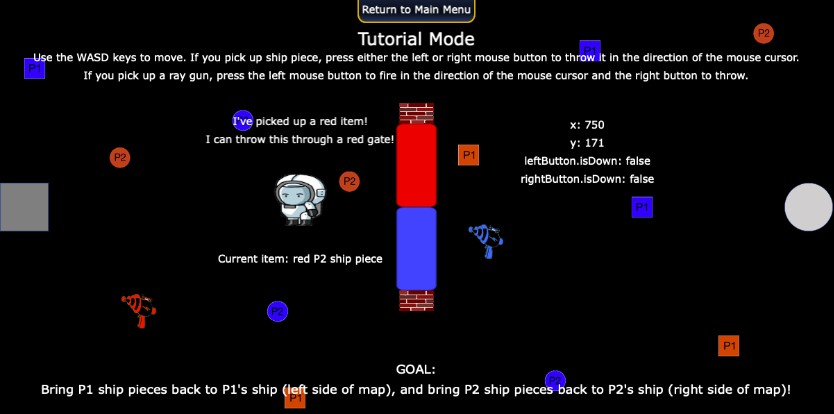 Return to Main Menu
Tutorial Mode
P2
P1
Use the WASD keys to move. If you pick up ship piece, press either the left or right mouse button to throw it in the direction of the mouse cursor.
P1
If you pick up a ray gun, press the left mouse button to fire in the direction of the mouse cursor and the right button to throw.
I've picked up a red item!
I can throw this through a red gate!
x: 750
y: 171
leftButton.isDown: false
rightButton.isDown: false
P2
P1
P2
P1
Current item: red P2 ship piece
P2
P1
GOAL:
P2
Bring P1 ship pieces back to P1's ship (left side of map), and bring P2 ship pieces back to P2's ship (right side of map)!
P1